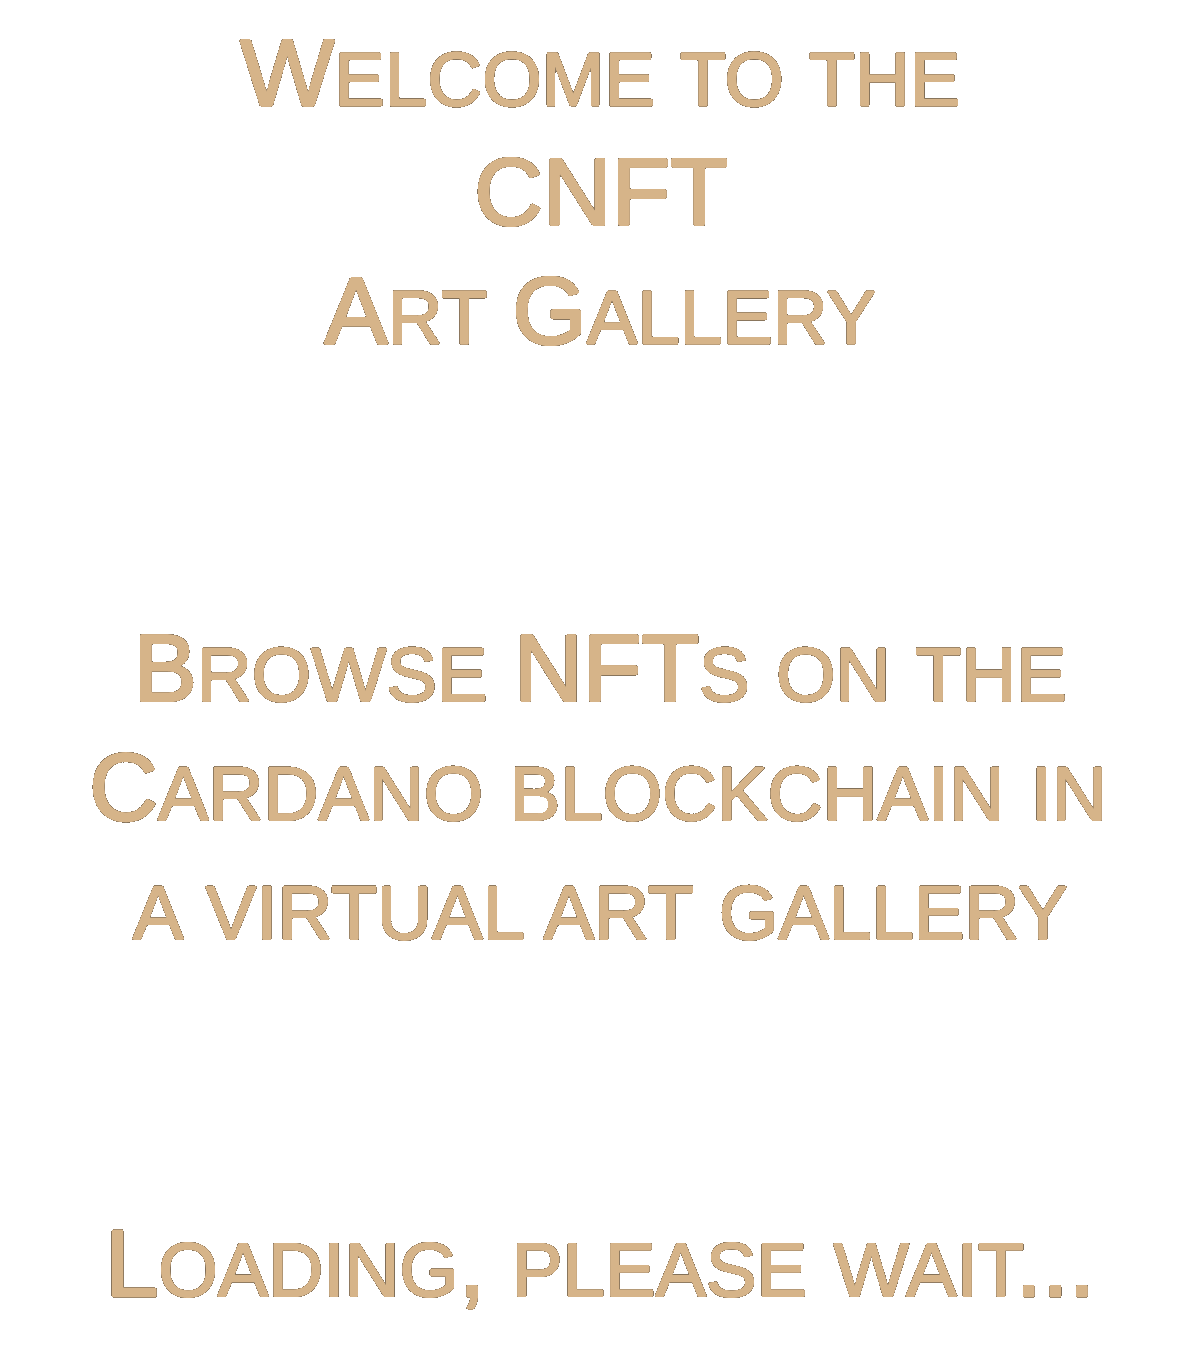 Welcome to the
CNFT
Art Gallery
Browse NFTs on the
Cardano blockchain in
a virtual art gallery
Loading, please wait...